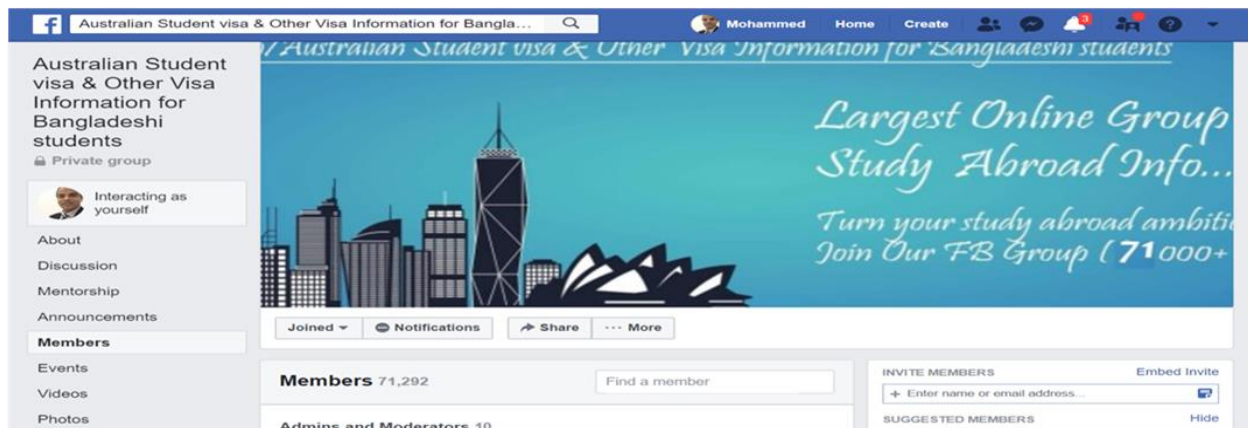 Australian Student visa & Other Visa Information for Bangla...
Mohammed
Home
Create
3
Australian Student
visa & Other Visa
Information for
Bangladeshi
students
Private group
Interacting as
yourself
About
Discussion
Mentorship
Announcements
Members
Events
Videos
Photos
/Australian Student visa & Other Visa Information for Bangladeshi students
Largest Online Group
Study Abroad Info...
Turn your study abroad
Join Our FB Group ( 71000+
Joined
Notifications
Share
··· More
Members 71,292
Find a member
Admins and Moderators 10
INVITE MEMBERS
Embed Invite
+ Enter name or email address...
SUGGESTED MEMBERS
Hide